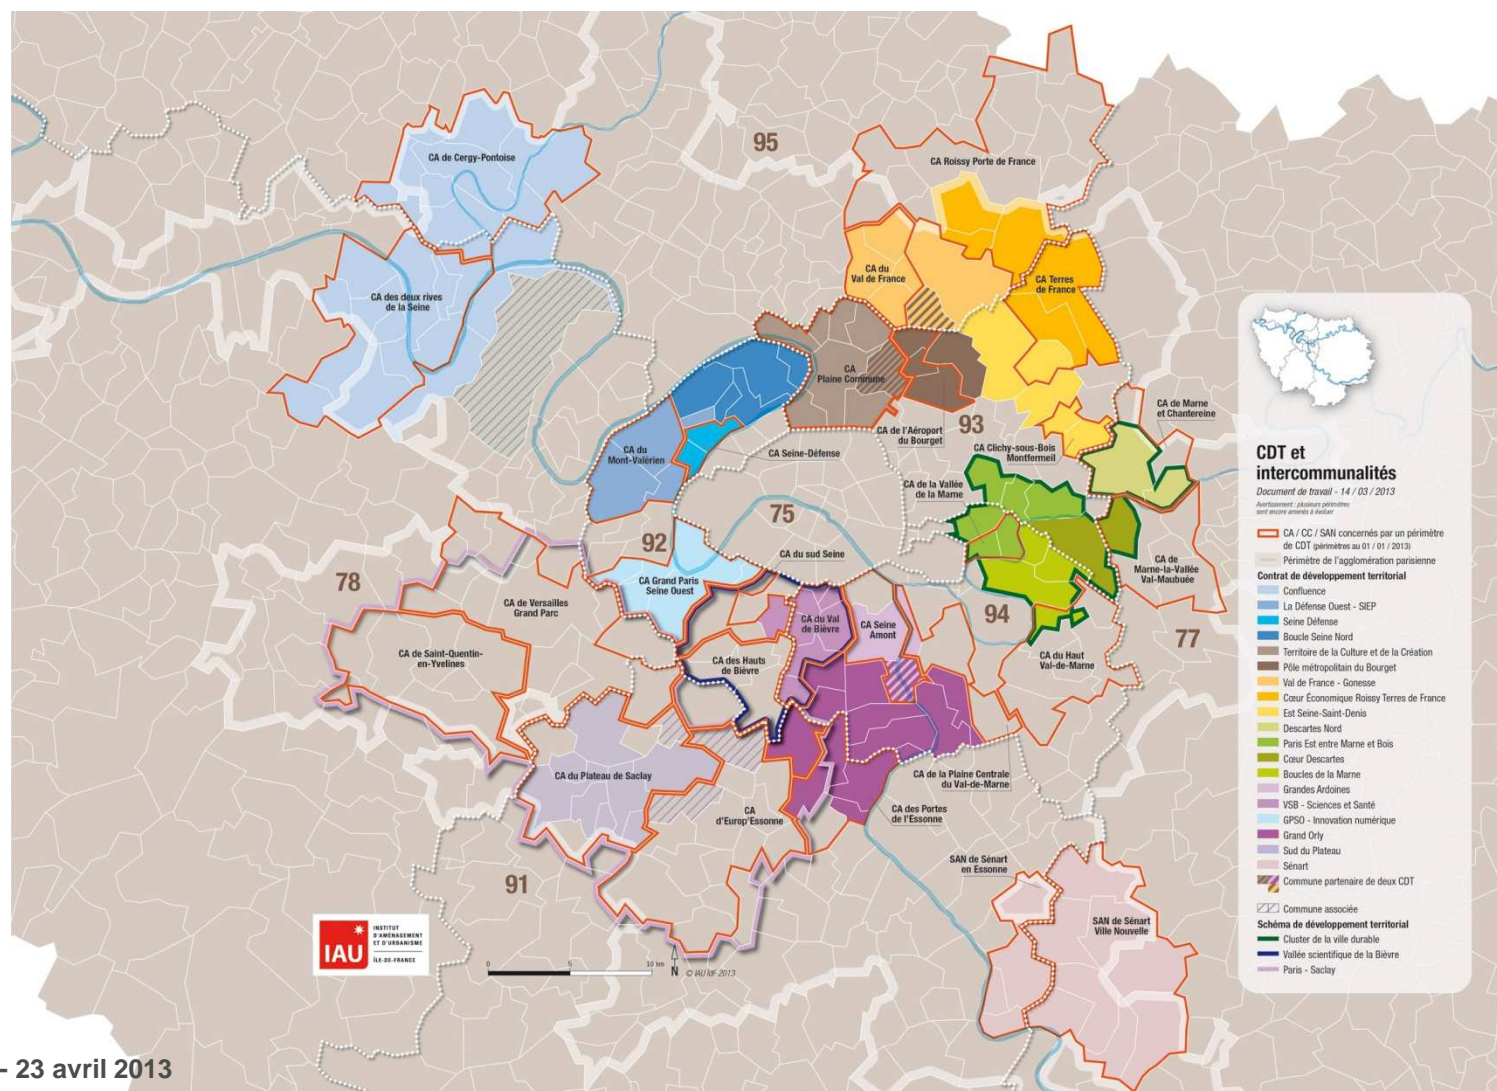 95
CA de Cergy-Pontoise
CA Roissy Porte de France
CA du
Val de France
CA Terres
de France
CA des deux rives
de la Seine
CA
Plaine Commune
CA de Marne
et Chantereine
CA de l'Aéroport
du Bourget
93
CA du
Mont-Valérien
CA Seine-Défense
CA Clichy-sous-Bois
Montfermeil
CA de la Vallée
de la Marne
75
92
CA du sud Seine
CA de
Marne-la-Vallée
Val-Maubuée
78
CA Grand Paris
Seine Ouest
CA de Versailles
Grand Parc
94
CA du Val
de Bièvre
CA Seine
Amont
77
CA de Saint-Quentin-
en-Yvelines
CA des Hauts
de Bièvre
CA du Haut
Val-de-Marne
CA du Plateau de Saclay
CA de la Plaine Centrale
du Val-de-Marne
CA
d'Europ'Essonne
CA des Portes
de l'Essonne
91
SAN de Sénart
en Essonne
SAN de Sénart
Ville Nouvelle
IAU
INSTITUT
D'AMÉNAGEMENT
ET D'URBANISME
ÎLE-DE-FRANCE
0 5 10 km
N
© IAU îdF 2013
CDT et
intercommunalités
Document de travail - 14 / 03 / 2013
Avertissement : plusieurs périmètres
sont encore amenés à évoluer
CA / CC / SAN concernés par un périmètre
de CDT (périmètres au 01 / 01 / 2013)
Périmètre de l'agglomération parisienne
Contrat de développement territorial
Confluence
La Défense Ouest - SIEP
Seine Défense
Boucle Seine Nord
Territoire de la Culture et de la Création
Pôle métropolitain du Bourget
Val de France - Gonesse
Cœur Économique Roissy Terres de France
Est Seine-Saint-Denis
Descartes Nord
Paris Est entre Marne et Bois
Cœur Descartes
Boucles de la Marne
Grandes Ardoines
VSB - Sciences et Santé
GPSO - Innovation numérique
Grand Orly
Sud du Plateau
Sénart
Commune partenaire de deux CDT
Commune associée
Schéma de développement territorial
Cluster de la ville durable
Vallée scientifique de la Bièvre
Paris - Saclay
- 23 avril 2013